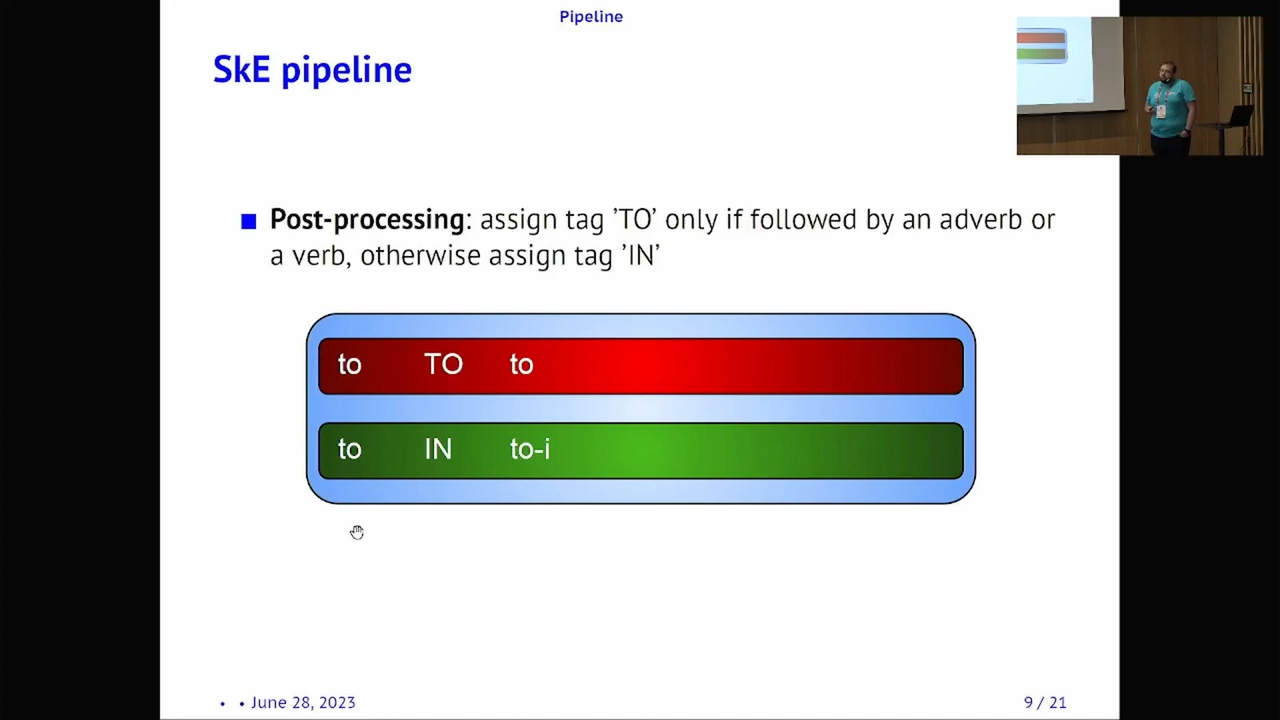 Pipeline
SkE pipeline
Post-processing: assign tag ’TO’ only if followed by an adverb or
a verb, otherwise assign tag ’IN’
to TO to
to IN to-i
• • June 28, 2023
9 / 21